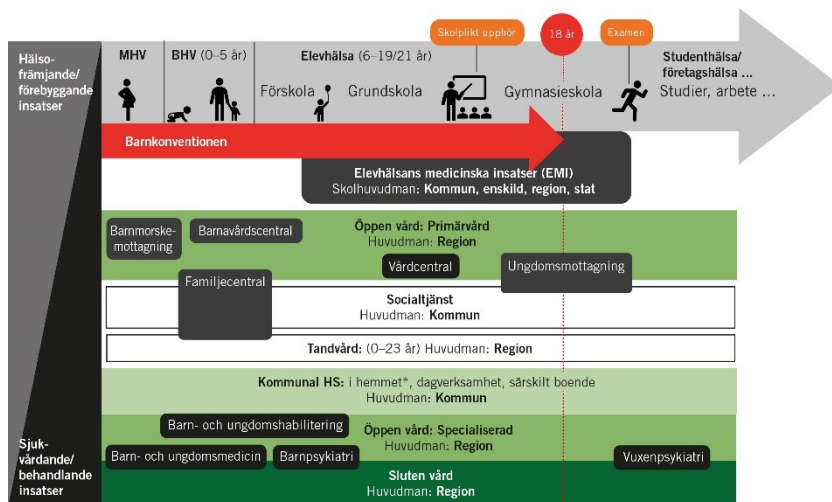 Skolplikt upphör
18 år
Examen
Hälso-
främjande/
förebyggande
insatser
MHV
BHV (0–5 år)
Elevhälsa (6–19/21 år)
Studenthälsa/
företagshälsa ...
Studier, arbete ...
Förskola
Grundskola
Gymnasieskola
Barnkonventionen
Elevhälsans medicinska insatser (EMI)
Skolhuvudman: Kommun, enskild, region, stat
Barnmorske-
mottagning
Barnavårdscentral
Öppen vård: Primärvård
Huvudman: Region
Vårdcentral
Ungdomsmottagning
Familjecentral
Socialtjänst
Huvudman: Kommun
Tandvård: (0–23 år) Huvudman: Region
Kommunal HS: i hemmet*, dagverksamhet, särskilt boende
Huvudman: Kommun
Barn- och ungdomshabilitering
Öppen vård: Specialiserad
Huvudman: Region
Barn- och ungdomsmedicin
Barnpsykiatri
Vuxenpsykiatri
Sjuk-
vårdande/
behandlande
insatser
Sluten vård
Huvudman: Region